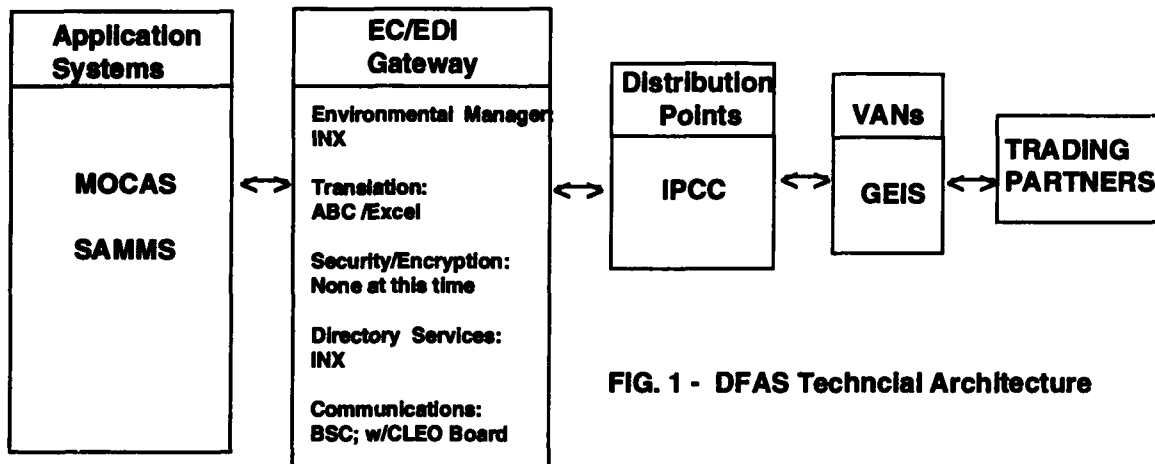 Application
Systems
MOCAS
SAMMS
EC/EDI
Gateway
Environmental Manager:
INX
Translation:
ABC /Excel
Security/Encryption:
None at this time
Directory Services:
INX
Communications:
BSC; w/CLEO Board
Distribution
Points
IPCC
VANs
GEIS
TRADING
PARTNERS
FIG. 1 - DFAS Techncial Architecture